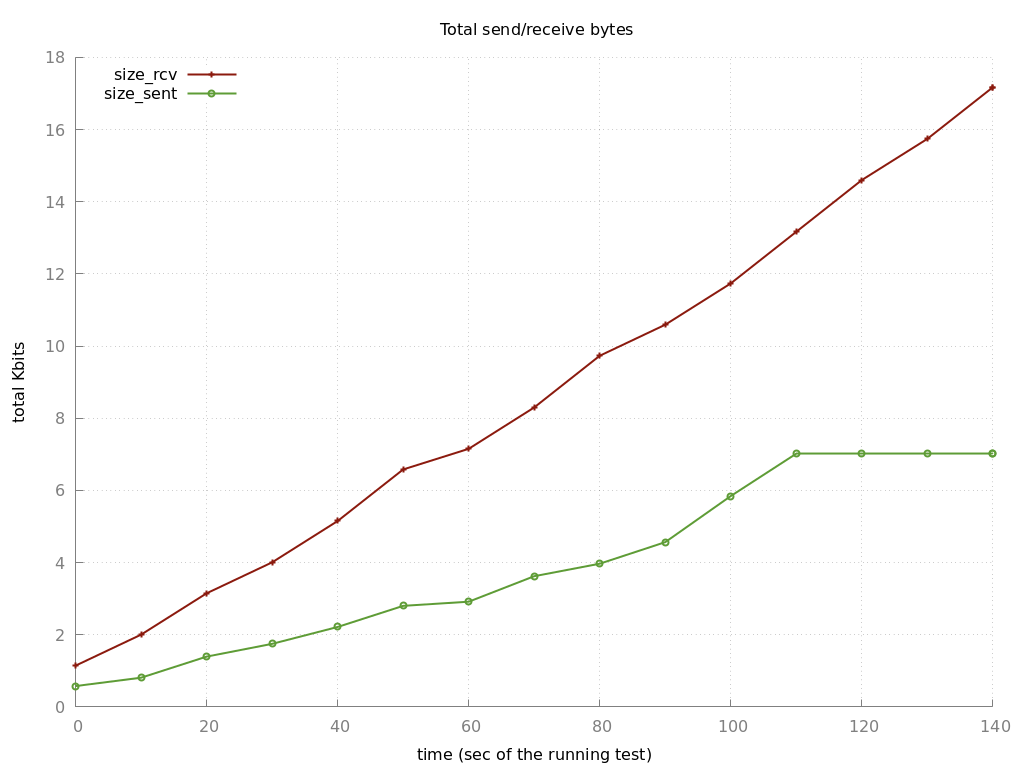 Total send/receive bytes
size_rcv
size_sent
total Kbits
18
16
14
12
10
8
6
4
2
0
0 20 40 60 80 100 120 140
time (sec of the running test)